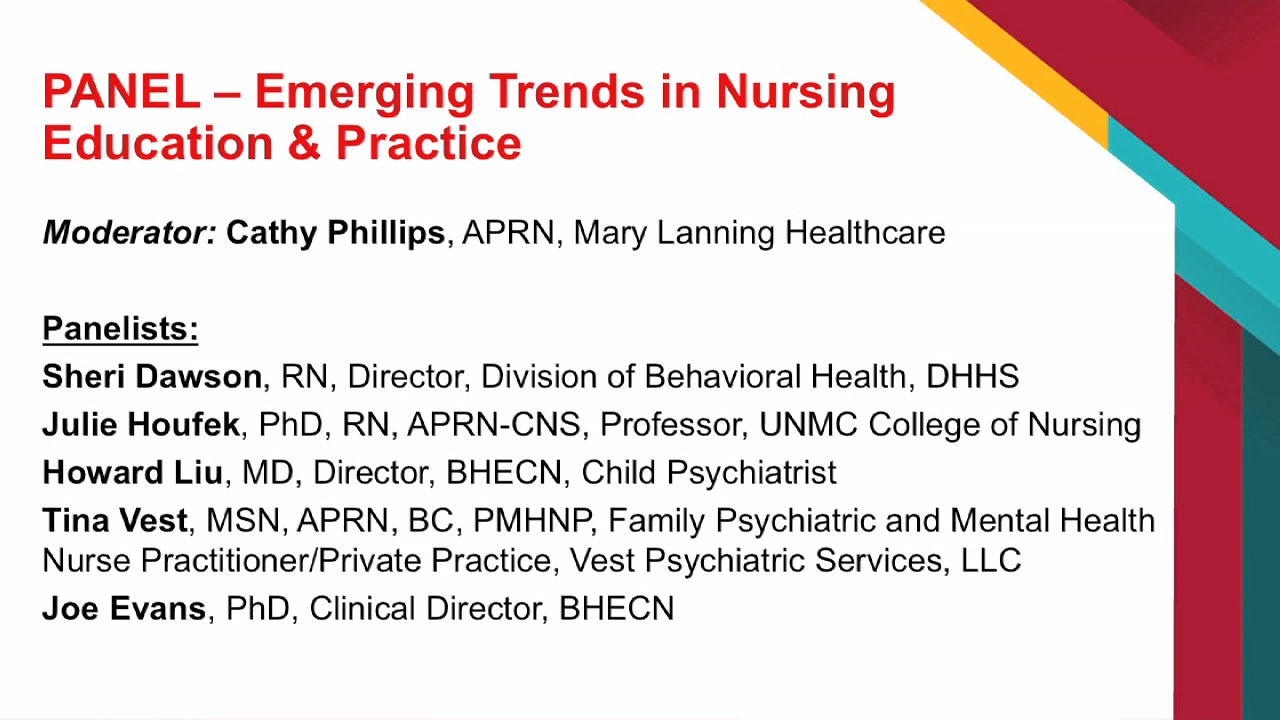 PANEL – Emerging Trends in Nursing
Education & Practice
Moderator: Cathy Phillips, APRN, Mary Lanning Healthcare
Panelists:
Sheri Dawson, RN, Director, Division of Behavioral Health, DHHS
Julie Houfek, PhD, RN, APRN-CNS, Professor, UNMC College of Nursing
Howard Liu, MD, Director, BHECN, Child Psychiatrist
Tina Vest, MSN, APRN, BC, PMHNP, Family Psychiatric and Mental Health
Nurse Practitioner/Private Practice, Vest Psychiatric Services, LLC
Joe Evans, PhD, Clinical Director, BHECN